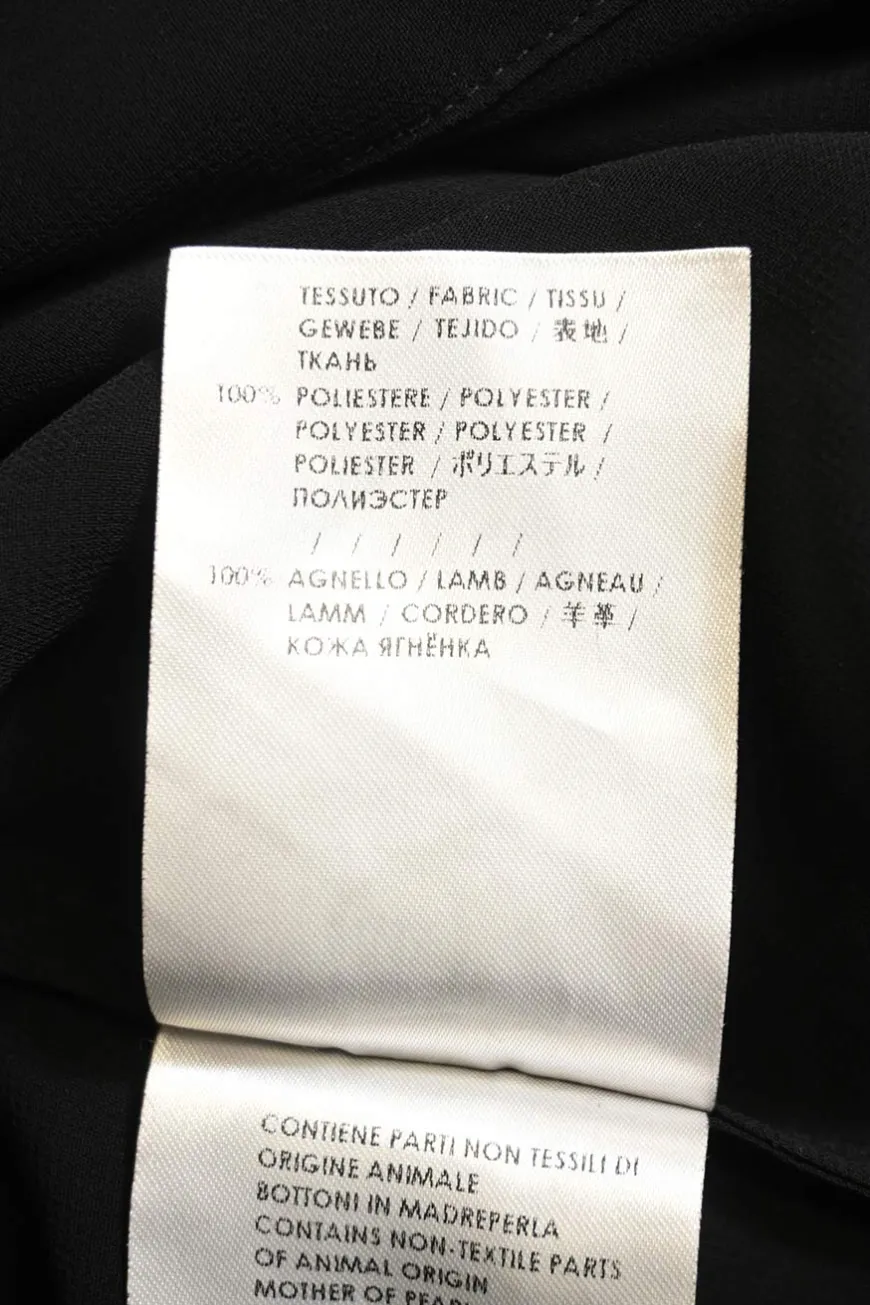 TESSUTO / FABRIC / TISSU /
GEWEBE / TEJIDO / 表地 /
ТКАНЬ
100% POLIESTERE / POLYESTER /
POLYESTER / POLYESTER /
POLIESTER / ポリエステル /
ПОЛИЭСТЕР
/ / / / / /
100% AGNELLO / LAMB / AGNEAU /
LAMM / CORDERO / 羊革 /
КОЖА ЯГНЁНКА
CONTIENE PARTI NON TESSILI DI
ORIGINE ANIMALE
BOTTONI IN MADREPERLA
CONTAINS NON-TEXTILE PARTS
OF ANIMAL ORIGIN
MOTHER OF